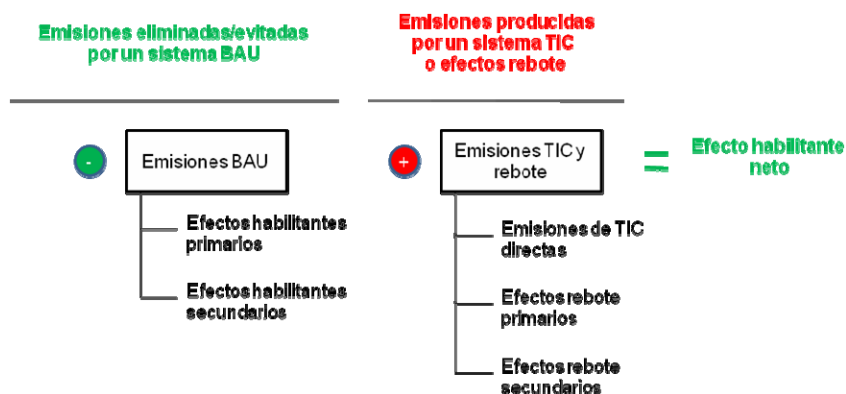 Emisiones eliminadas/evitadas
por un sistema BAU
Emisiones producidas
por un sistema TIC
o efectos rebote
-
Emisiones BAU
+
Emisiones TIC y
rebote
=
Efecto habilitante
neto
Efectos habilitantes
primarios
Efectos habilitantes
secundarios
Emisiones de TIC
directas
Efectos rebote
primarios
Efectos rebote
secundarios